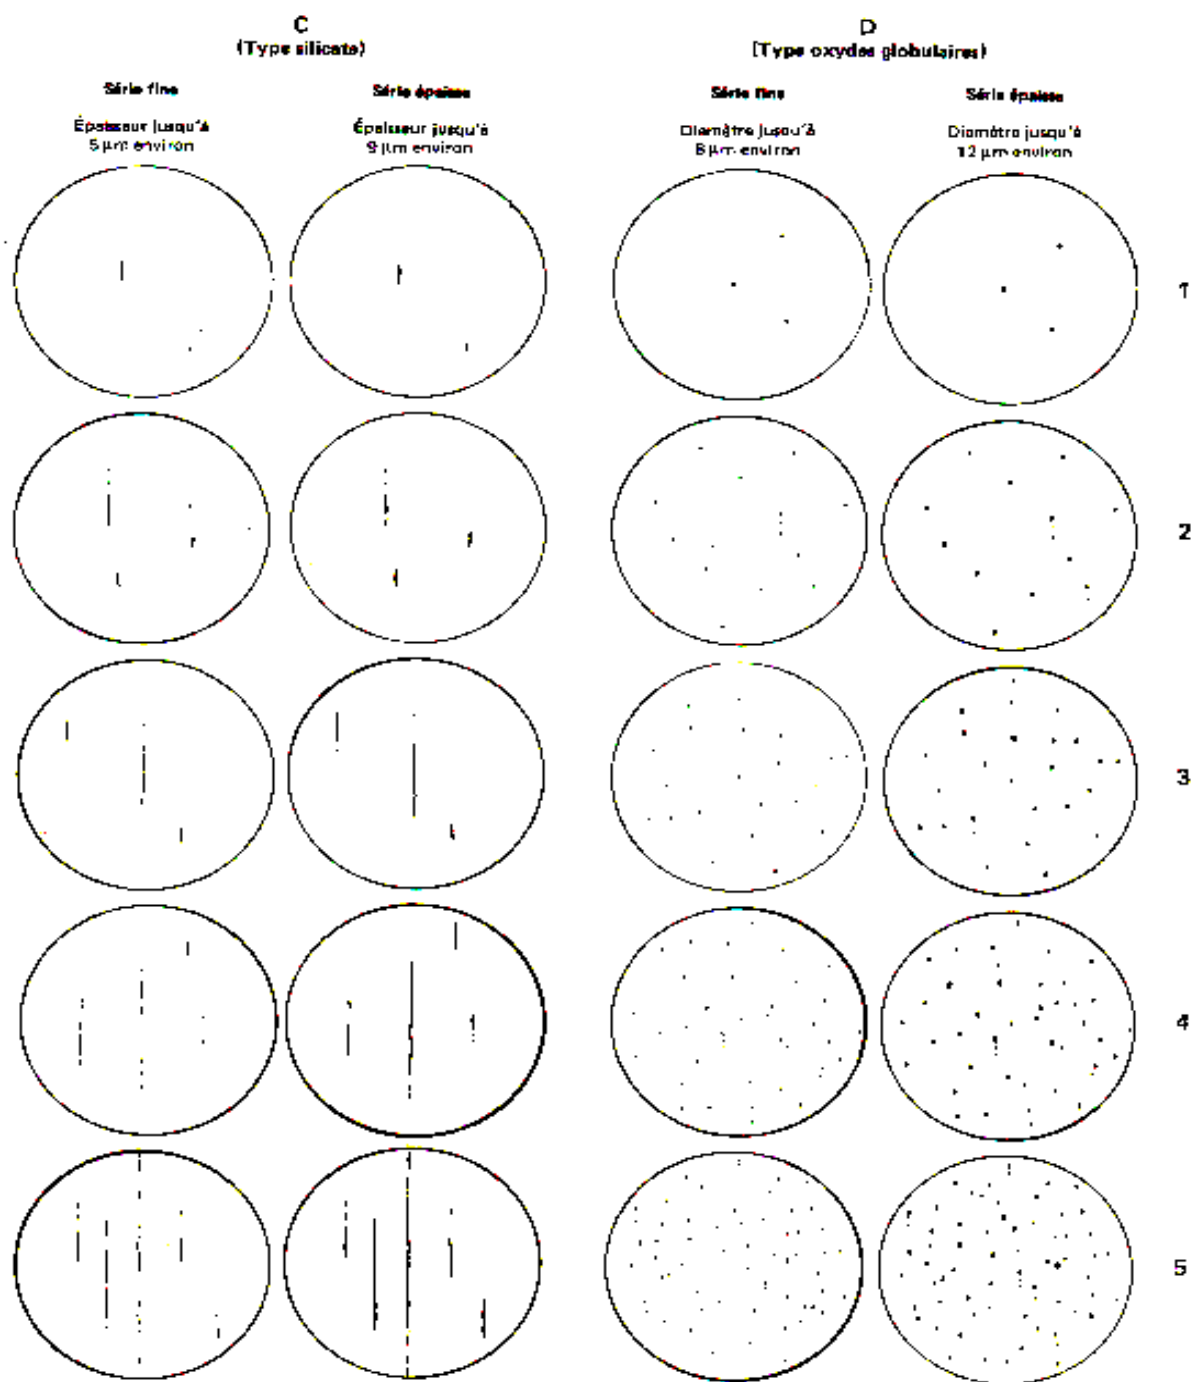 C
(Type silicate)
D
(Type oxydes globulaires)
Série fine
Série épaisse
Série fine
Série épaisse
Épaisseur jusqu'à
5 µm environ
Épaisseur jusqu'à
9 µm environ
Diamètre jusqu'à
8 µm environ
Diamètre jusqu'à
12 µm environ
1
2
3
4
5